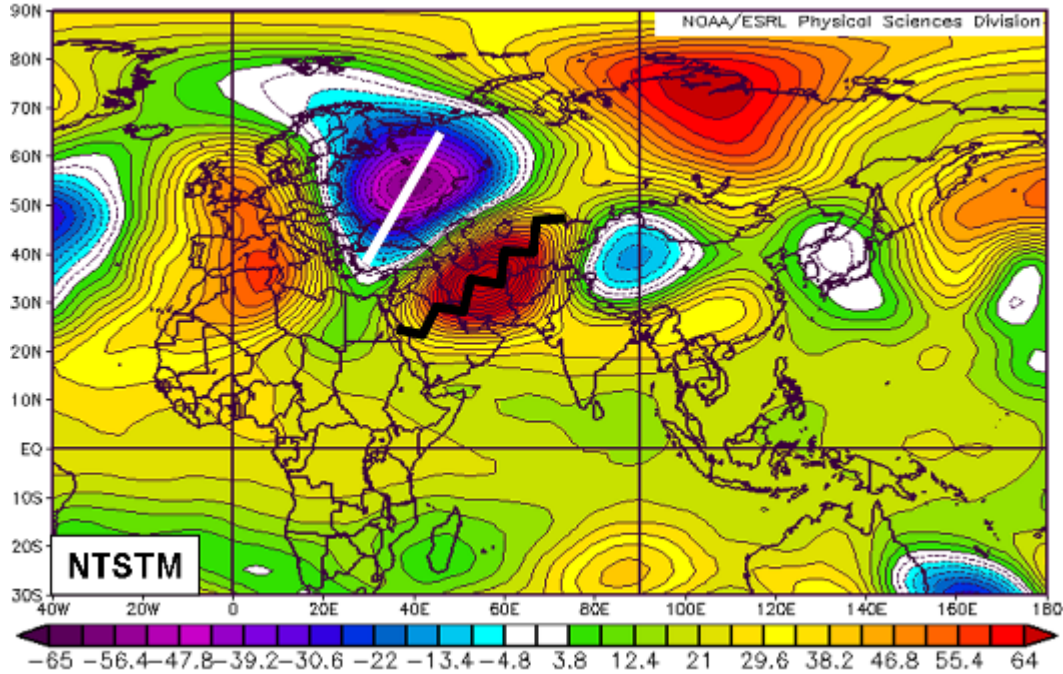 NOAA/ESRL Physical Sciences Division
90N
80N
70N
60N
50N
40N
30N
20N
10N
EQ
10S
20S
30S
NTSTM
40W 20W 0 20E 40E 60E 80E 100E 120E 140E 160E 180
−65 −56.4 −47.8 −39.2 −30.6 −22 −13.4 −4.8 3.8 12.4 21 29.6 38.2 46.8 55.4 64